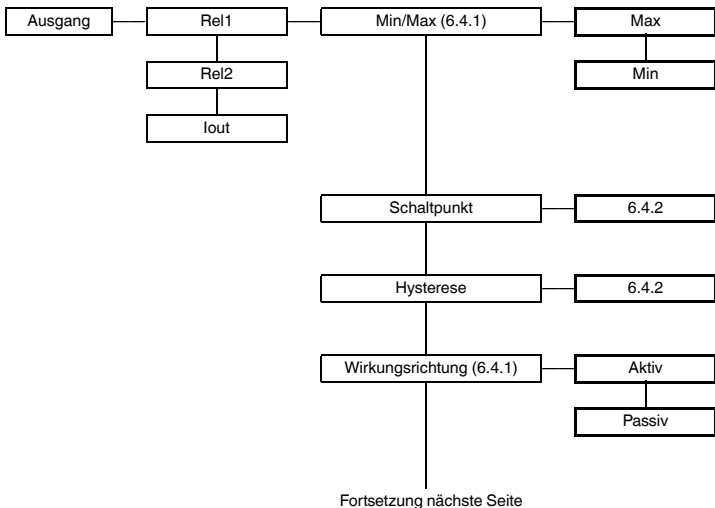 Ausgang
Rel1
Min/Max (6.4.1)
Max
Rel2
Min
Iout
Schaltpunkt
6.4.2
Hysterese
6.4.2
Wirkungsrichtung (6.4.1)
Aktiv
Passiv
Fortsetzung nächste Seite